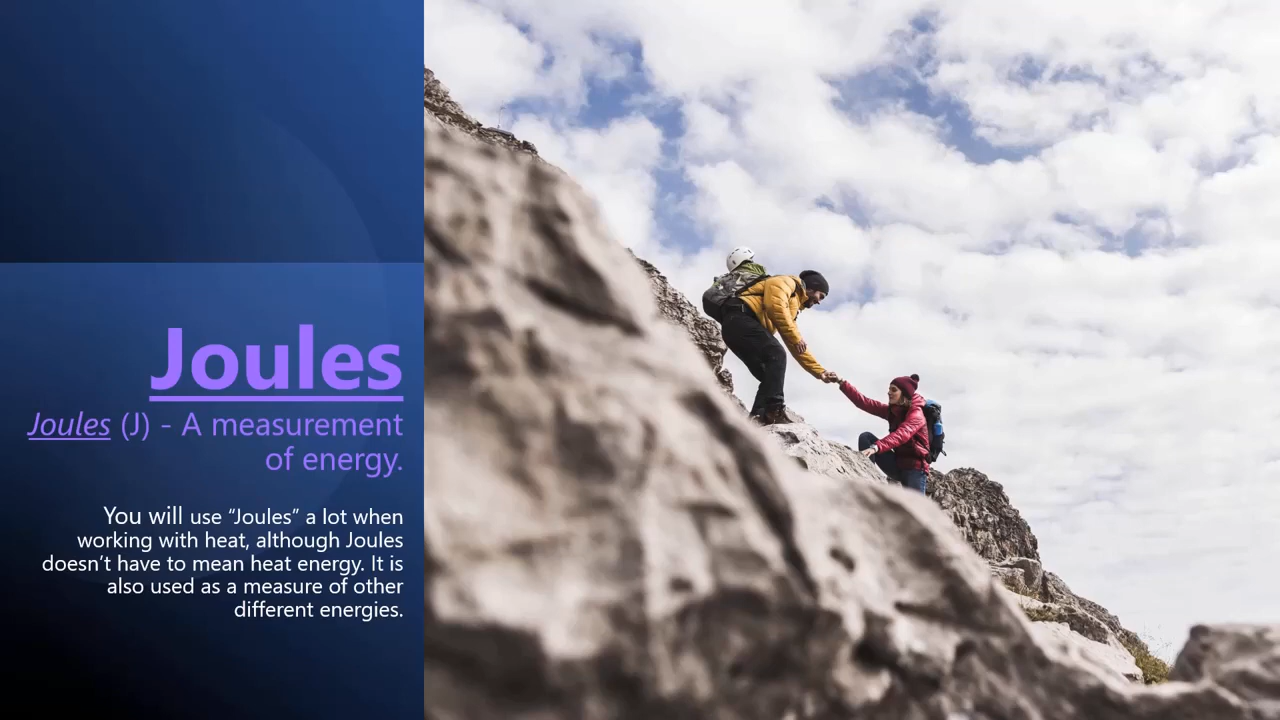 Joules
Joules (J) - A measurement
of energy.
You will use “Joules” a lot when
working with heat, although Joules
doesn’t have to mean heat energy. It is
also used as a measure of other
different energies.